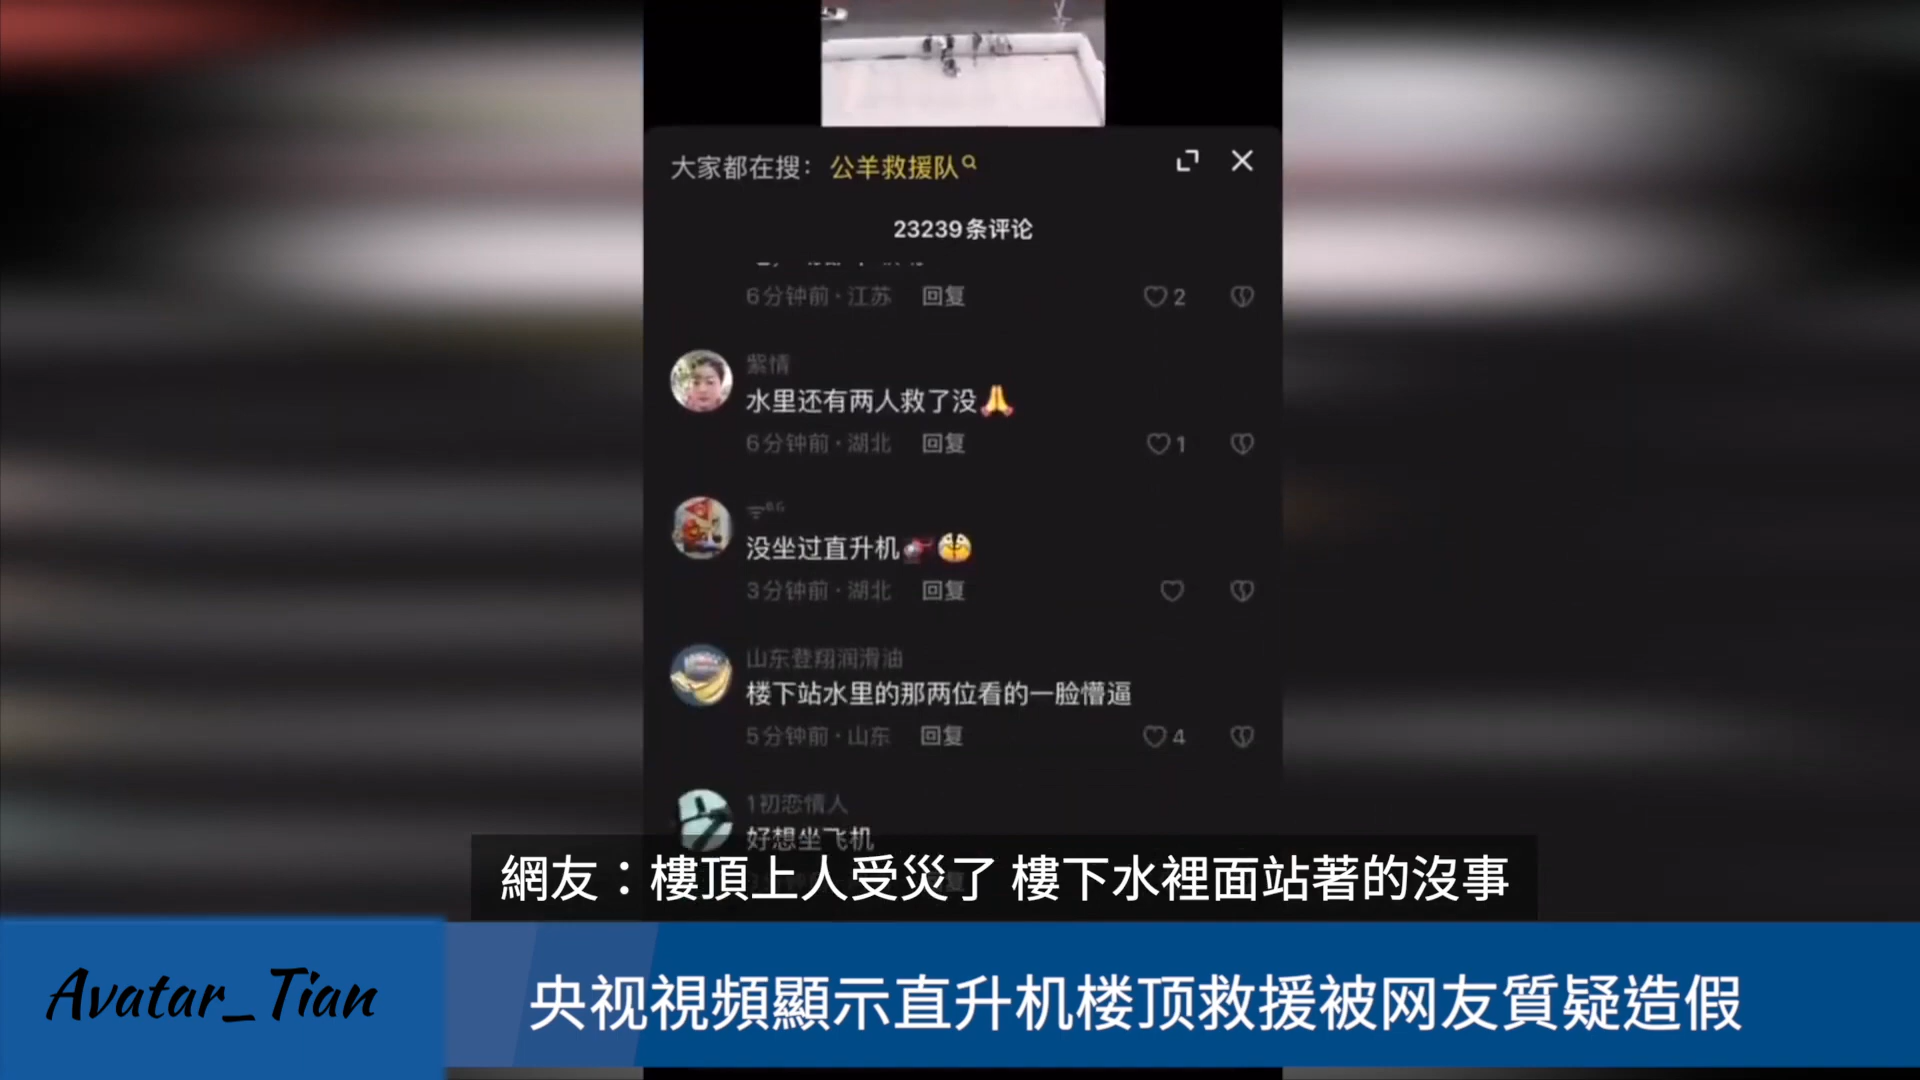 大家都在搜：公羊救援队
23239条评论
6分钟前·江苏 回复 2
紫情
水里还有两人救了没🙏
6分钟前·湖北 回复 1
没坐过直升机
3分钟前·湖北 回复
山东登翔润滑油
楼下站水里的那两位看的一脸懵逼
5分钟前·山东 回复 4
1初恋情人
好想坐飞机
網友：樓頂上人受災了 樓下水裡面站著的沒事
Avatar_Tian
央视視頻顯示直升机楼顶救援被网友質疑造假